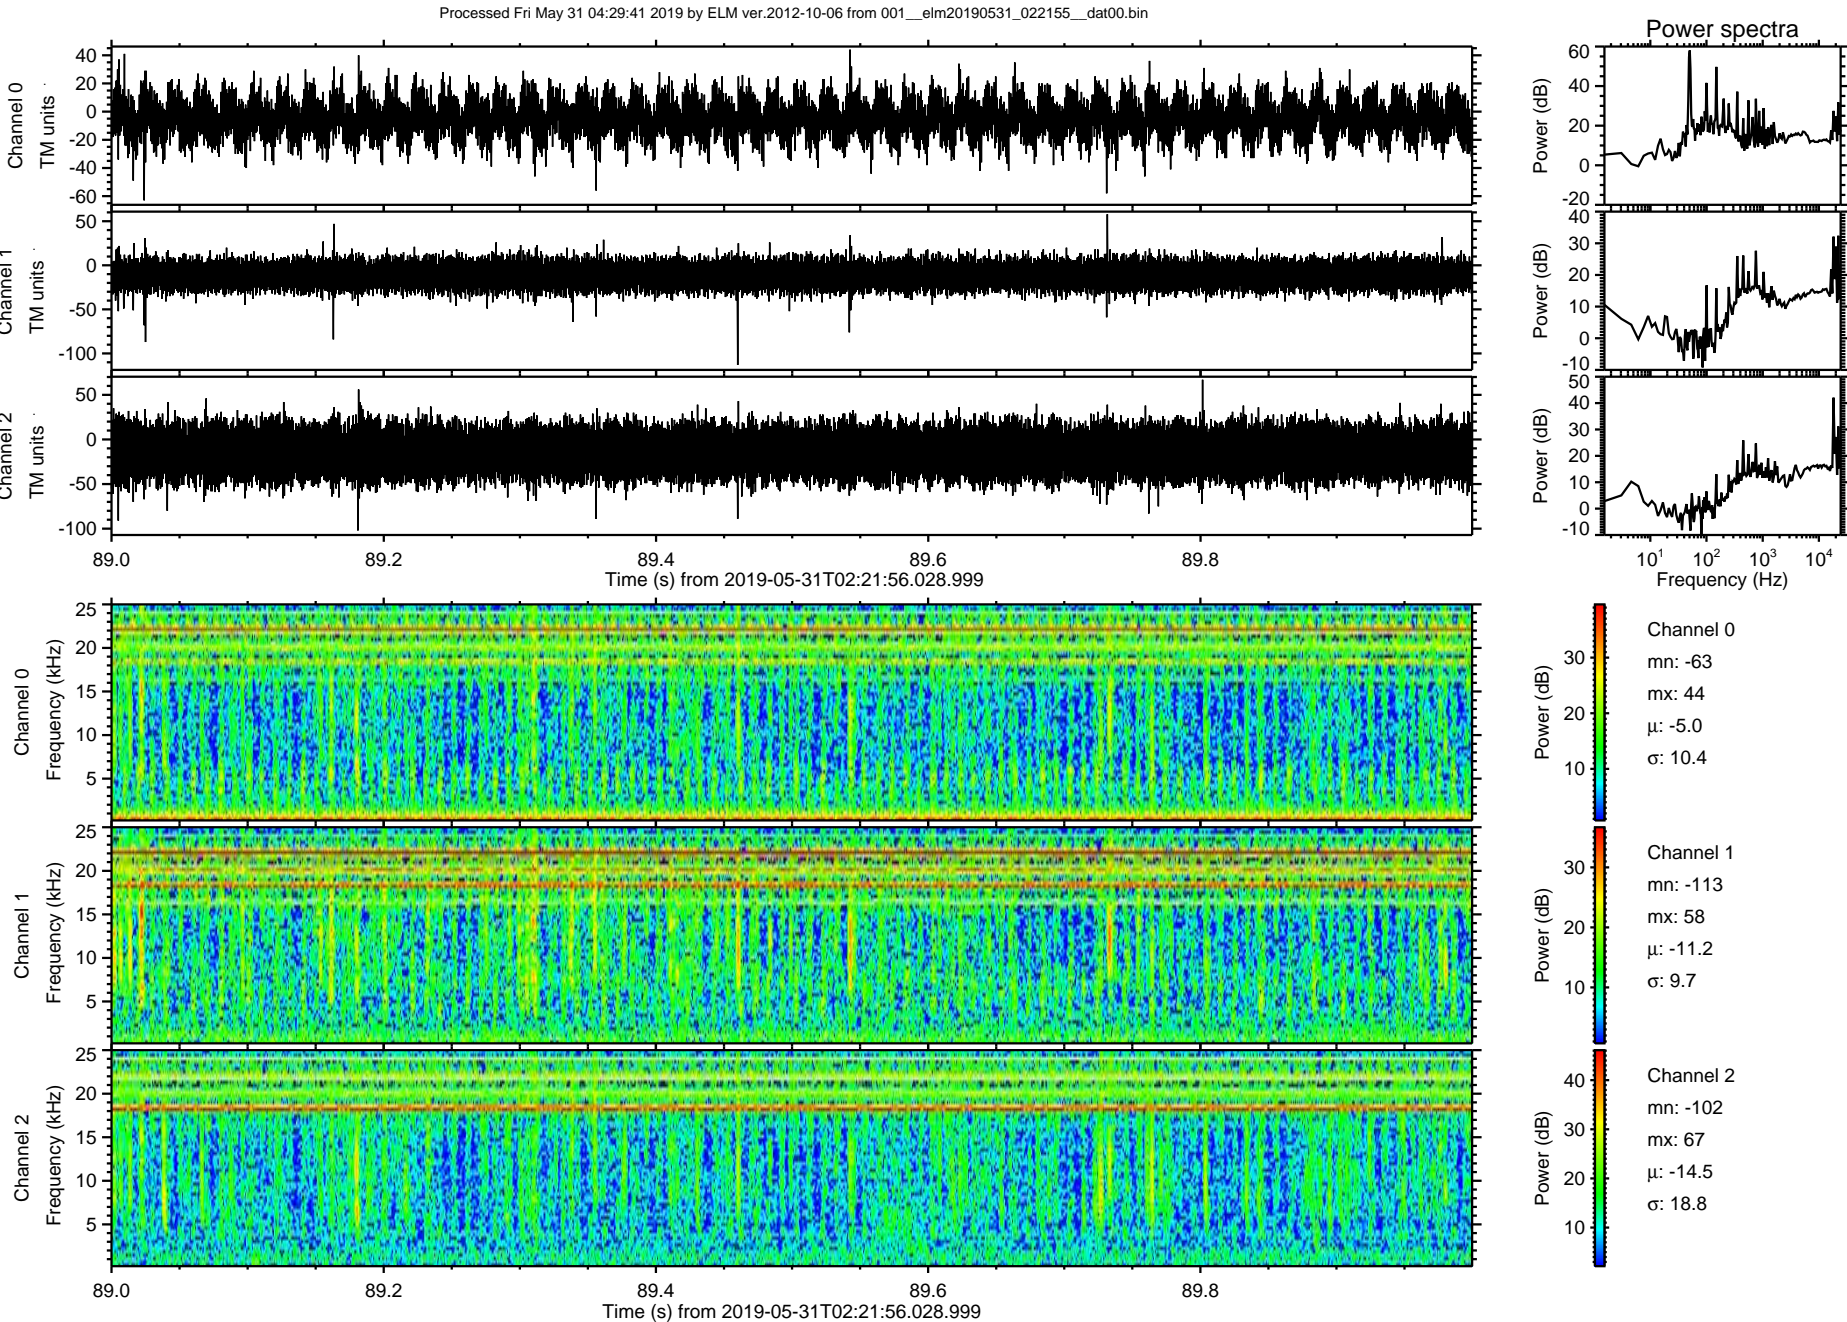 Processed Fri May 31 04:29:41 2019 by ELM ver.2012-10-06 from 001__elm20190531_022155__dat00.bin
Power spectra
Channel 0
TM units
40
20
0
-20
-40
-60
Power (dB)
60
40
20
0
-20
Channel 1
TM units
50
0
-50
-100
Power (dB)
40
30
20
10
0
-10
Channel 2
TM units
50
0
-50
-100
Power (dB)
50
40
30
20
10
0
-10
89.0 89.2 89.4 89.6 89.8
Time (s) from 2019-05-31T02:21:56.028.999
10^1 10^2 10^3 10^4
Frequency (Hz)
Channel 0
Frequency (kHz)
25
20
15
10
5
Power (dB)
30
20
10
Channel 0
mn: -63
mx: 44
μ: -5.0
σ: 10.4
Channel 1
Frequency (kHz)
25
20
15
10
5
Power (dB)
30
20
10
Channel 1
mn: -113
mx: 58
μ: -11.2
σ: 9.7
Channel 2
Frequency (kHz)
25
20
15
10
5
Power (dB)
40
30
20
10
Channel 2
mn: -102
mx: 67
μ: -14.5
σ: 18.8
89.0 89.2 89.4 89.6 89.8
Time (s) from 2019-05-31T02:21:56.028.999